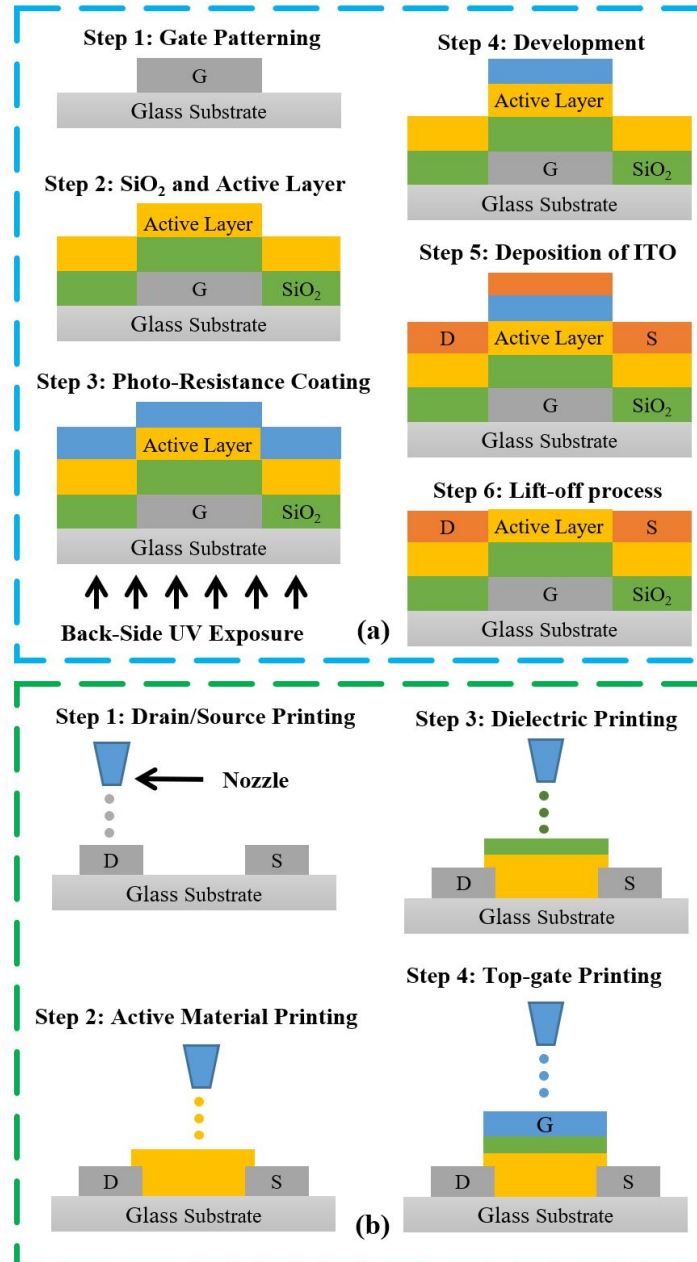 Step 1: Gate Patterning
G
Glass Substrate
Step 2: SiO₂ and Active Layer
Active Layer
G SiO₂
Glass Substrate
Step 3: Photo-Resistance Coating
Active Layer
G SiO₂
Glass Substrate
Back-Side UV Exposure
Step 4: Development
Active Layer
G SiO₂
Glass Substrate
Step 5: Deposition of ITO
D Active Layer S
G SiO₂
Glass Substrate
Step 6: Lift-off process
D Active Layer S
G SiO₂
Glass Substrate
(a)
Step 1: Drain/Source Printing
Nozzle
D S
Glass Substrate
Step 2: Active Material Printing
D S
Glass Substrate
Step 3: Dielectric Printing
D S
Glass Substrate
Step 4: Top-gate Printing
G
D S
Glass Substrate
(b)